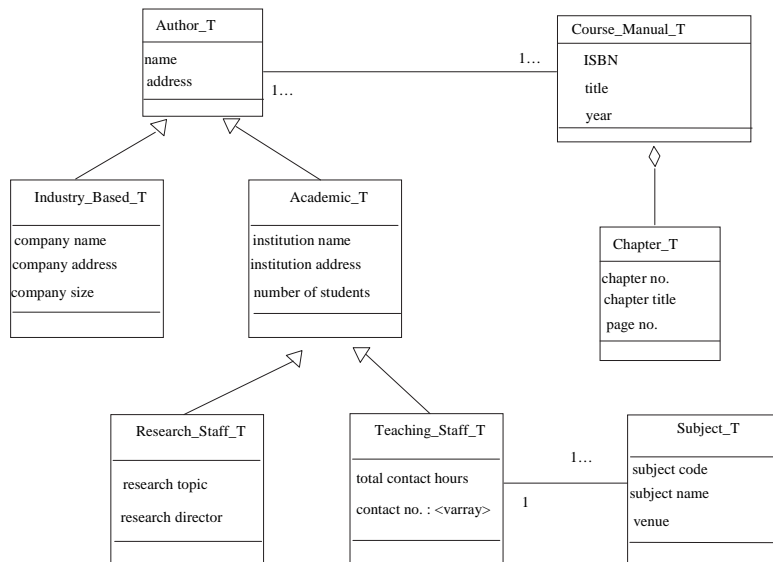 Author_T
name
address
1...
1...
Course_Manual_T
ISBN
title
year
Industry_Based_T
company name
company address
company size
Academic_T
institution name
institution address
number of students
Chapter_T
chapter no.
chapter title
page no.
Research_Staff_T
research topic
research director
Teaching_Staff_T
total contact hours
contact no. : <varray>
1...
1
Subject_T
subject code
subject name
venue